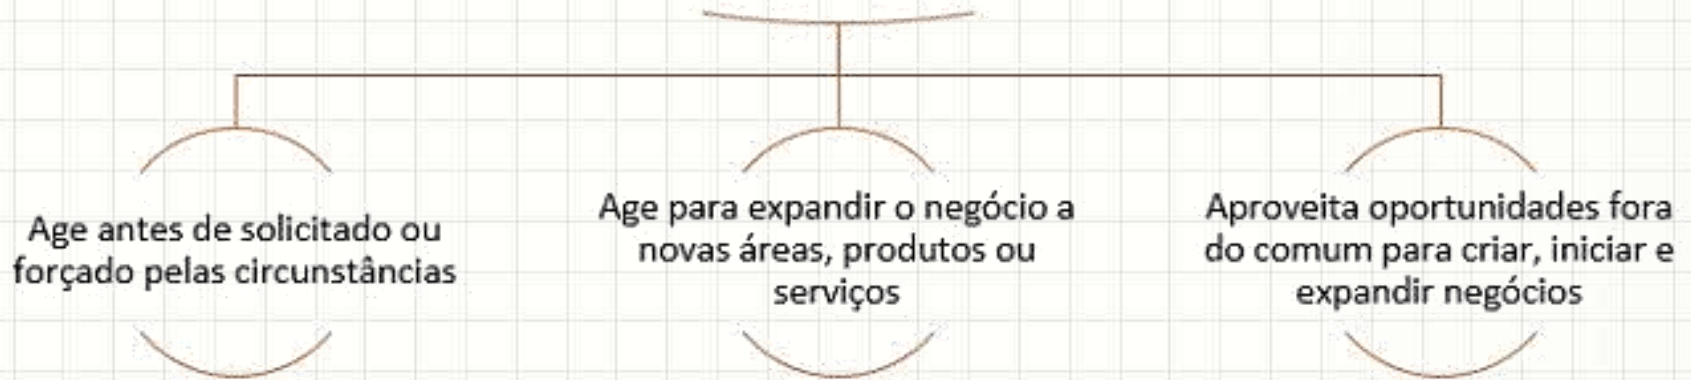 Age antes de solicitado ou
forçado pelas circunstâncias
Age para expandir o negócio a
novas áreas, produtos ou
serviços
Aproveita oportunidades fora
do comum para criar, iniciar e
expandir negócios